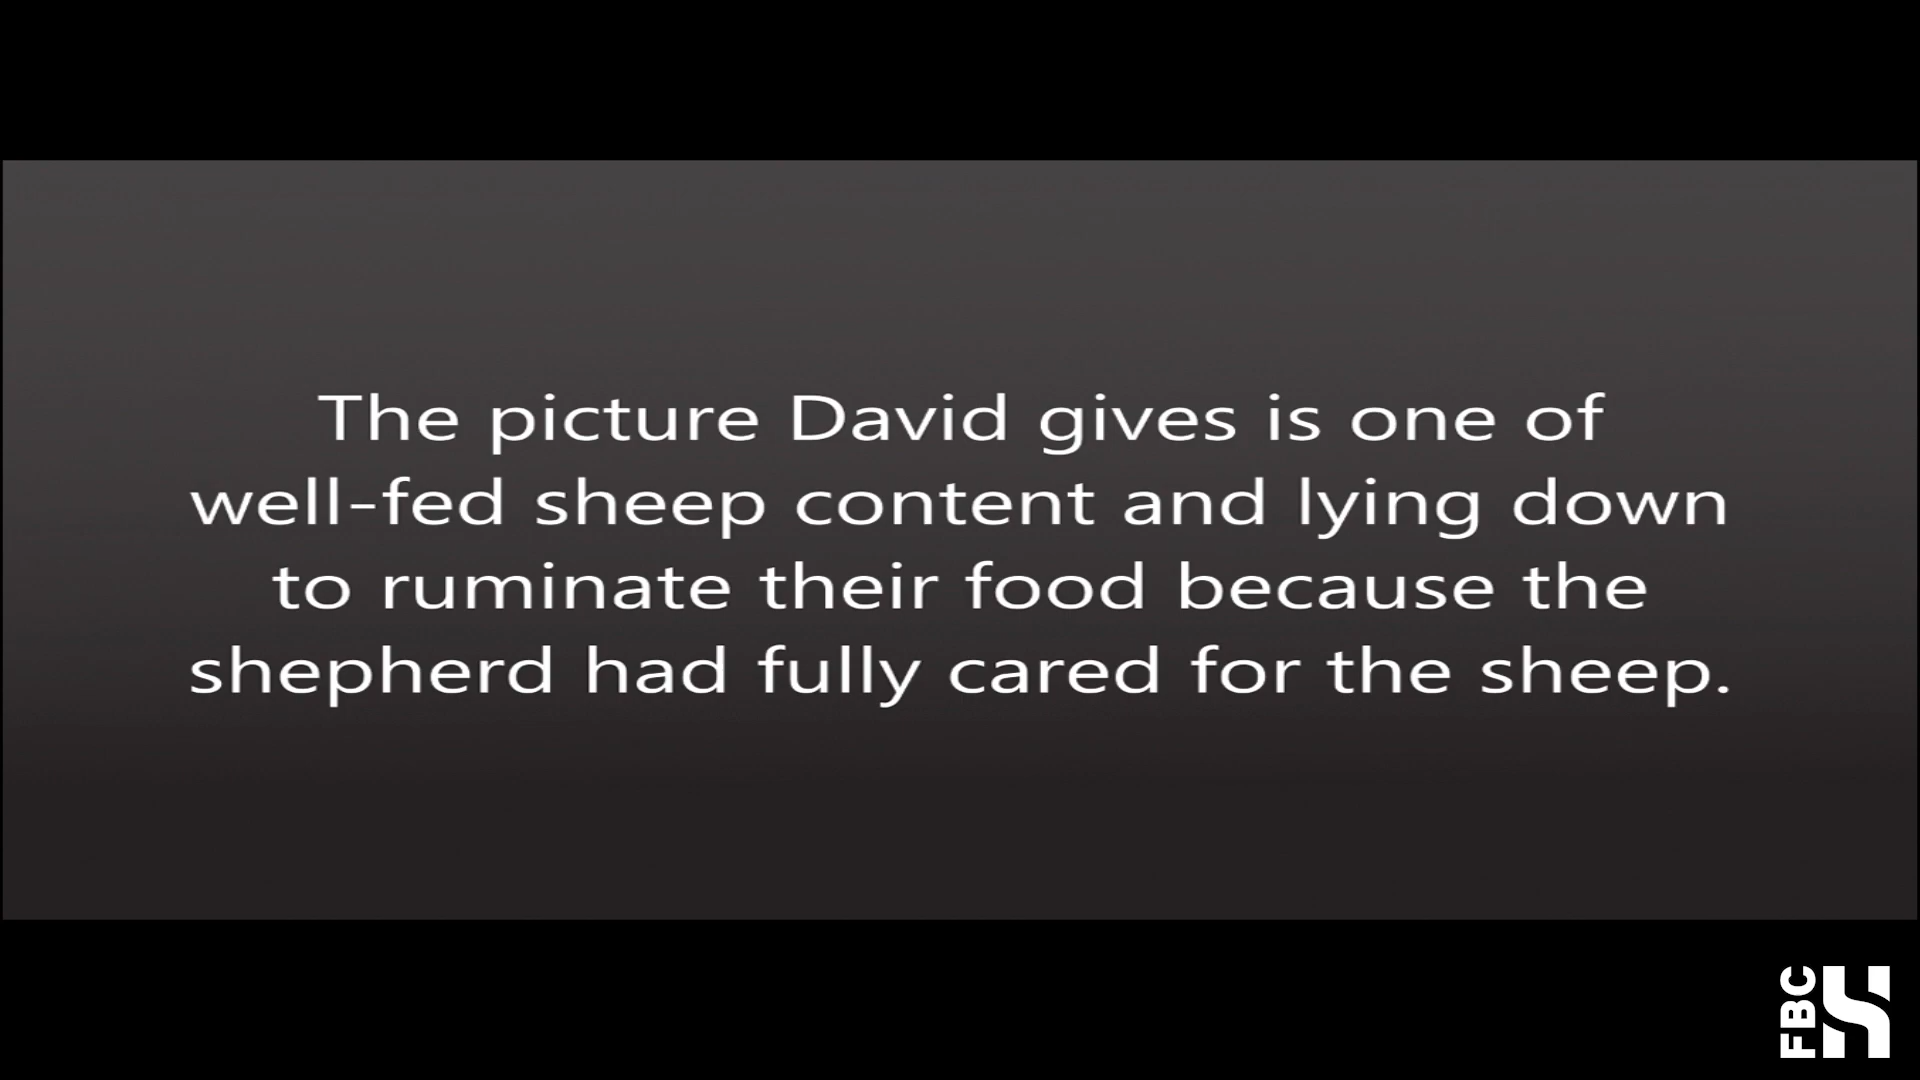 The picture David gives is one of
well-fed sheep content and lying down
to ruminate their food because the
shepherd had fully cared for the sheep.
FBC